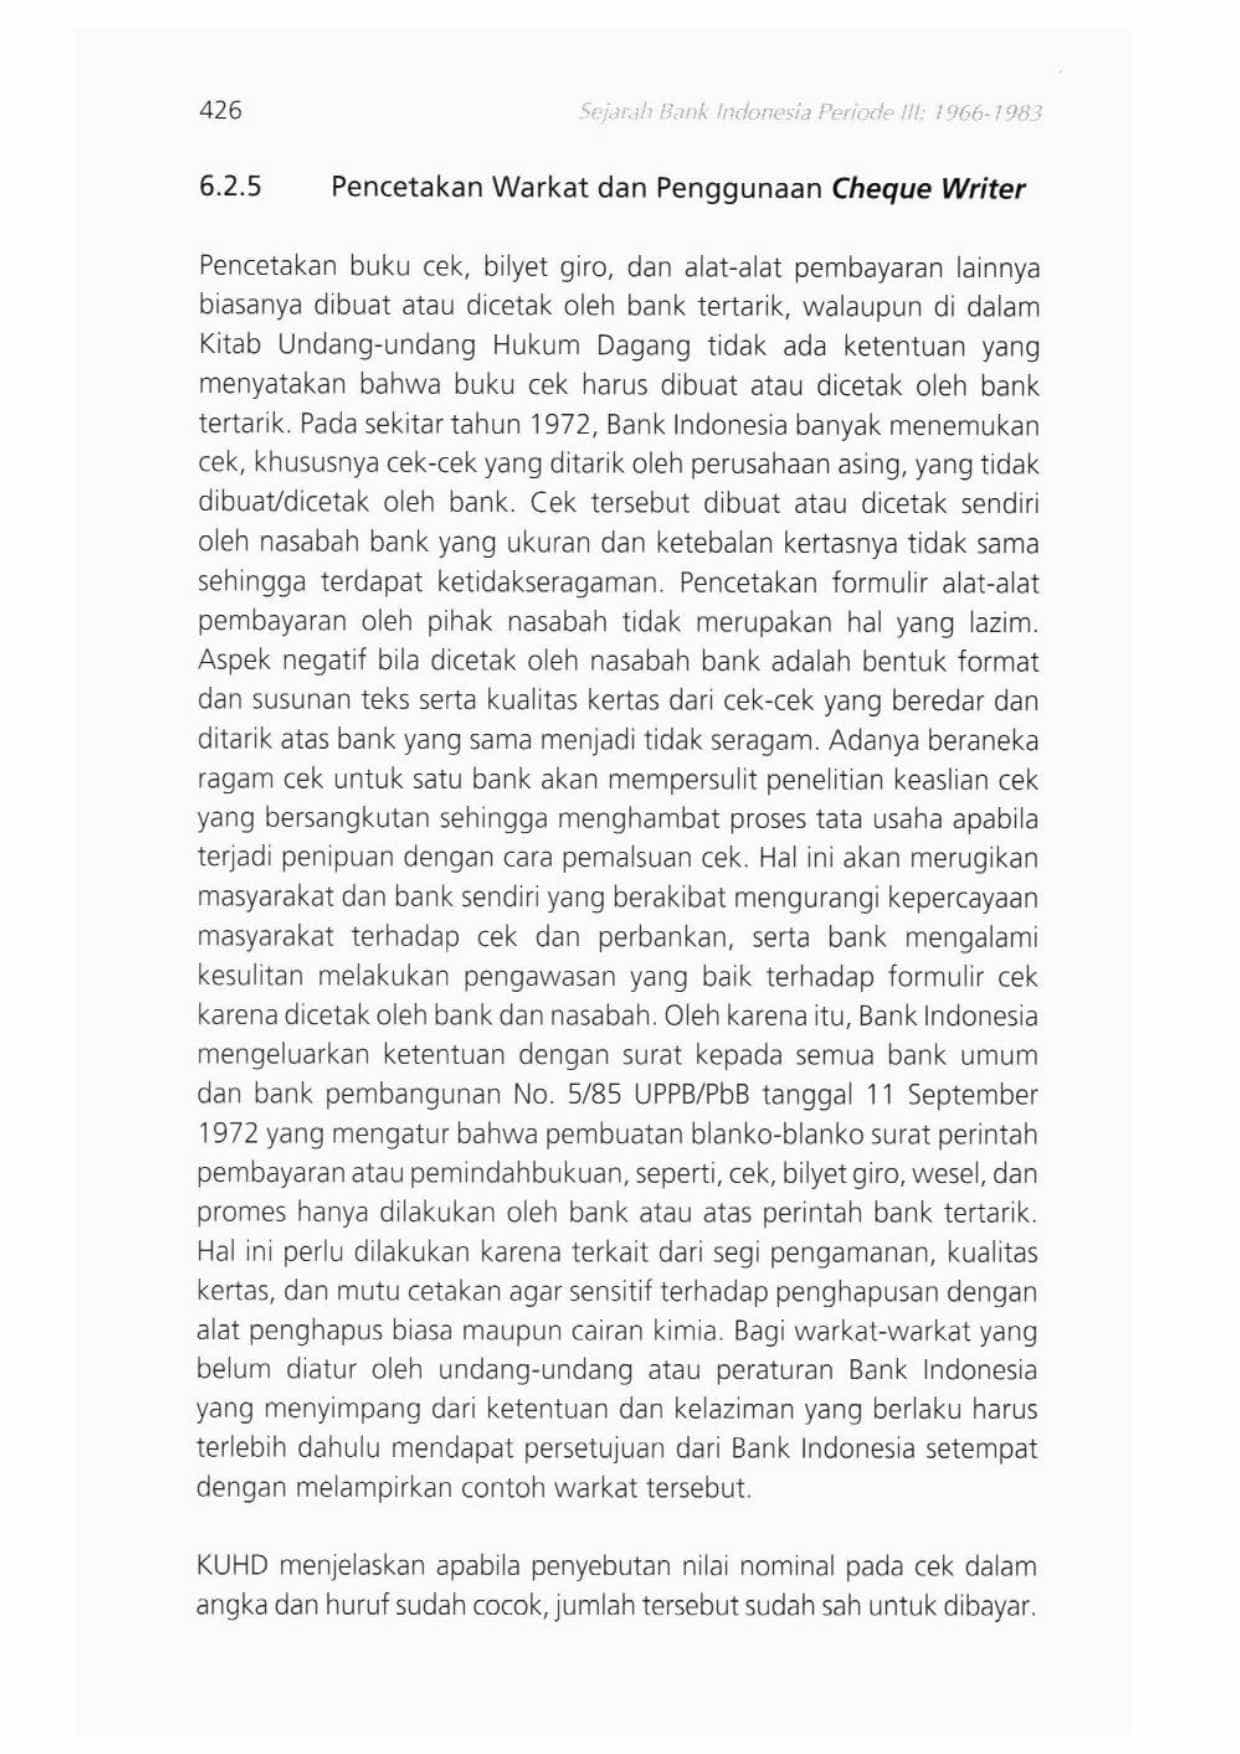 426
Sejarah Bank Indonesia Periode III: 1966-1983
6.2.5 Pencetakan Warkat dan Penggunaan Cheque Writer
Pencetakan buku cek, bilyet giro, dan alat-alat pembayaran lainnya
biasanya dibuat atau dicetak oleh bank tertarik, walaupun di dalam
Kitab Undang-undang Hukum Dagang tidak ada ketentuan yang
menyatakan bahwa buku cek harus dibuat atau dicetak oleh bank
tertarik. Pada sekitar tahun 1972, Bank Indonesia banyak menemukan
cek, khususnya cek-cek yang ditarik oleh perusahaan asing, yang tidak
dibuat/dicetak oleh bank. Cek tersebut dibuat atau dicetak sendiri
oleh nasabah bank yang ukuran dan ketebalan kertasnya tidak sama
sehingga terdapat ketidakseragaman. Pencetakan formulir alat-alat
pembayaran oleh pihak nasabah tidak merupakan hal yang lazim.
Aspek negatif bila dicetak oleh nasabah bank adalah bentuk format
dan susunan teks serta kualitas kertas dari cek-cek yang beredar dan
ditarik atas bank yang sama menjadi tidak seragam. Adanya beraneka
ragam cek untuk satu bank akan mempersulit penelitian keaslian cek
yang bersangkutan sehingga menghambat proses tata usaha apabila
terjadi penipuan dengan cara pemalsuan cek. Hal ini akan merugikan
masyarakat dan bank sendiri yang berakibat mengurangi kepercayaan
masyarakat terhadap cek dan perbankan, serta bank mengalami
kesulitan melakukan pengawasan yang baik terhadap formulir cek
karena dicetak oleh bank dan nasabah. Oleh karena itu, Bank Indonesia
mengeluarkan ketentuan dengan surat kepada semua bank umum
dan bank pembangunan No. 5/85 UPPB/PbB tanggal 11 September
1972 yang mengatur bahwa pembuatan blanko-blanko surat perintah
pembayaran atau pemindahbukuan, seperti, cek, bilyet giro, wesel, dan
promes hanya dilakukan oleh bank atau atas perintah bank tertarik.
Hal ini perlu dilakukan karena terkait dari segi pengamanan, kualitas
kertas, dan mutu cetakan agar sensitif terhadap penghapusan dengan
alat penghapus biasa maupun cairan kimia. Bagi warkat-warkat yang
belum diatur oleh undang-undang atau peraturan Bank Indonesia
yang menyimpang dari ketentuan dan kelaziman yang berlaku harus
terlebih dahulu mendapat persetujuan dari Bank Indonesia setempat
dengan melampirkan contoh warkat tersebut.
KUHD menjelaskan apabila penyebutan nilai nominal pada cek dalam
angka dan huruf sudah cocok, jumlah tersebut sudah sah untuk dibayar.